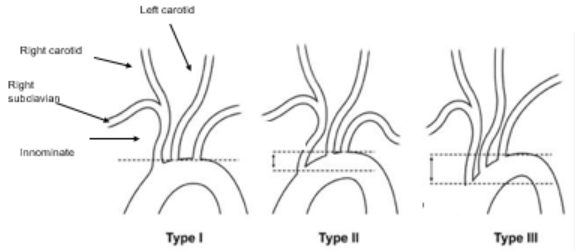 Left carotid
Right carotid
Right
subclavian
Innominate
Type I
Type II
Type III